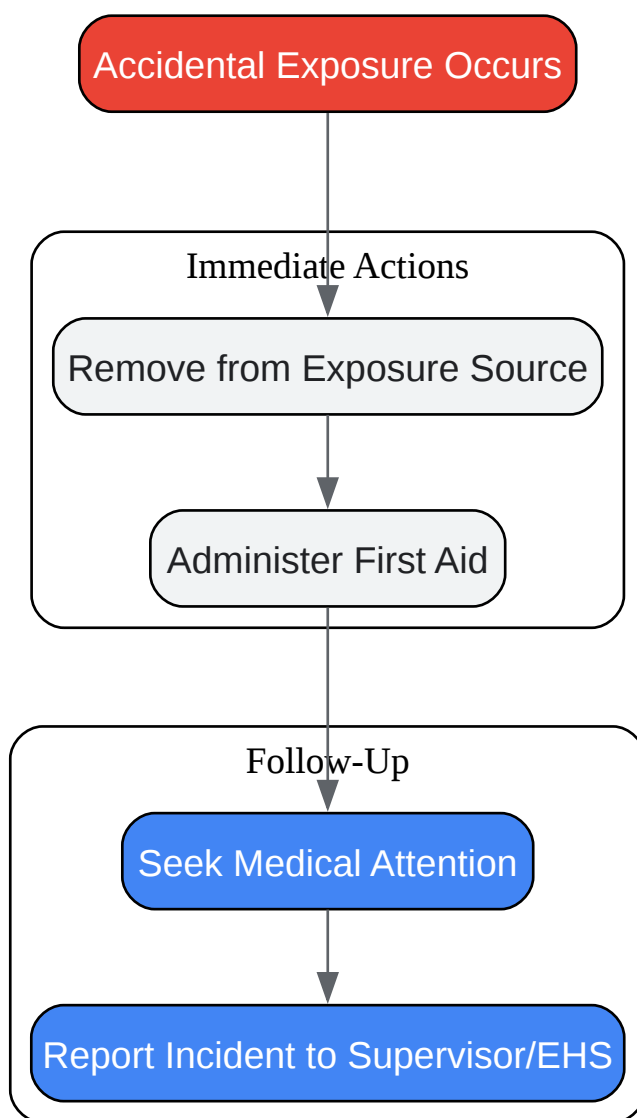 Accidental Exposure Occurs
Immediate Actions
Remove from Exposure Source
Administer First Aid
Follow-Up
Seek Medical Attention
Report Incident to Supervisor/EHS